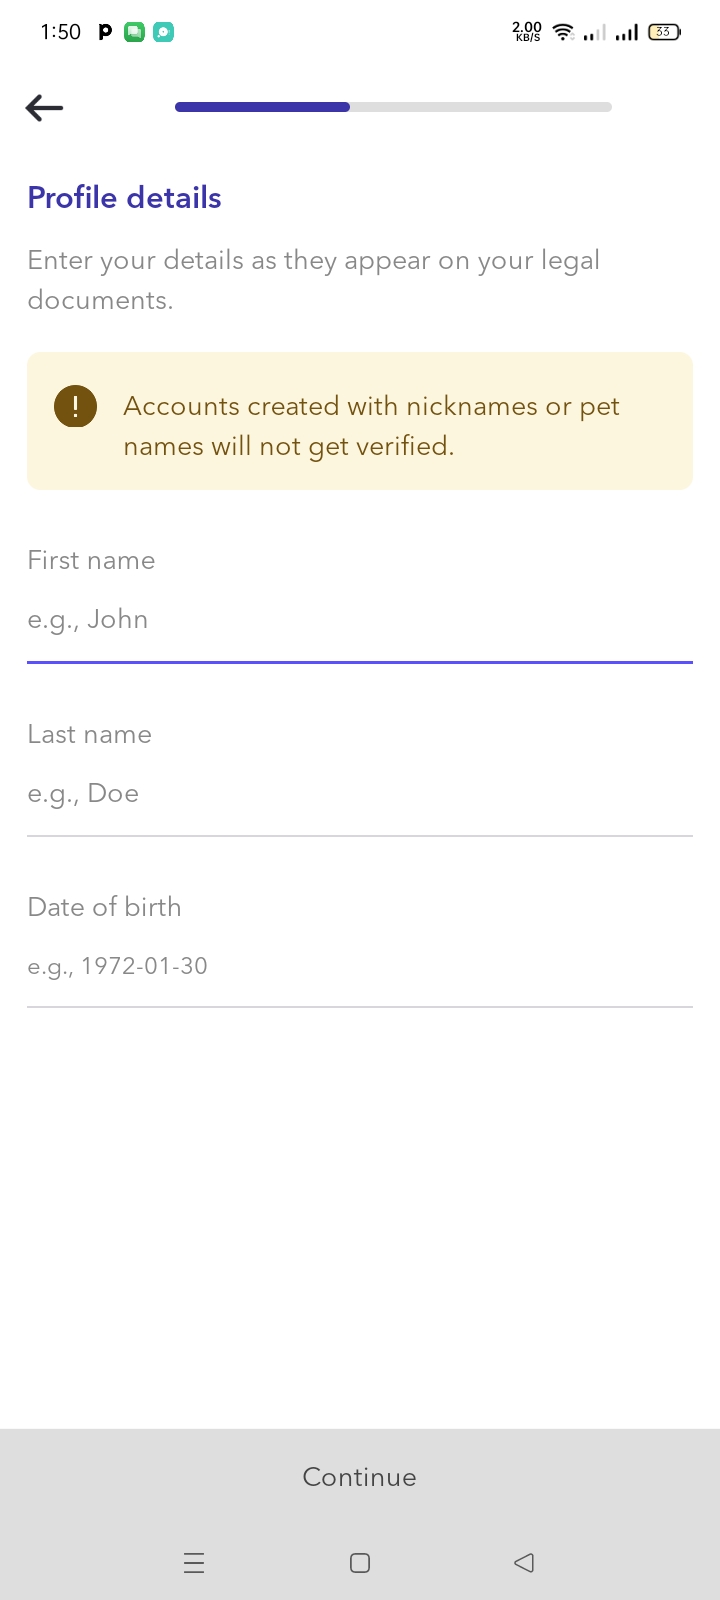 1:50
2.00
KB/S
33
Profile details
Enter your details as they appear on your legal
documents.
Accounts created with nicknames or pet
names will not get verified.
First name
e.g., John
Last name
e.g., Doe
Date of birth
e.g., 1972-01-30
Continue